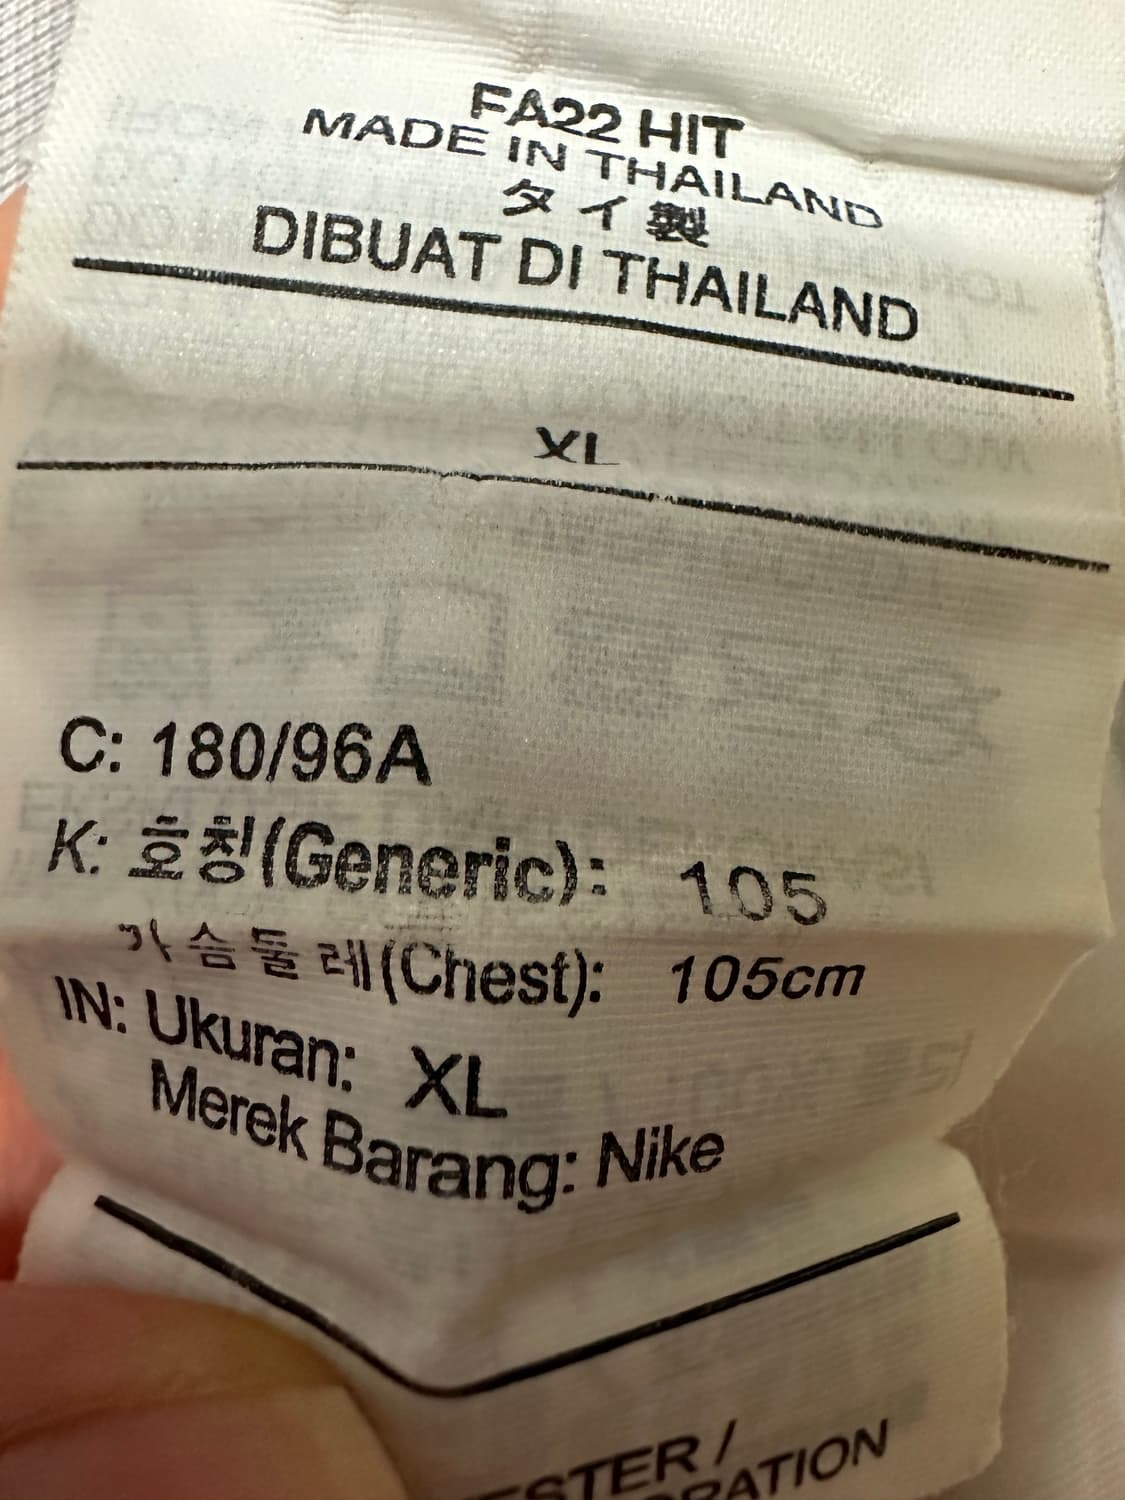 FA22 HIT
MADE IN THAILAND
タイ製
DIBUAT DI THAILAND
XL
C: 180/96A
K: 호칭(Generic): 105
가슴둘레(Chest): 105cm
IN: Ukuran: XL
Merek Barang: Nike